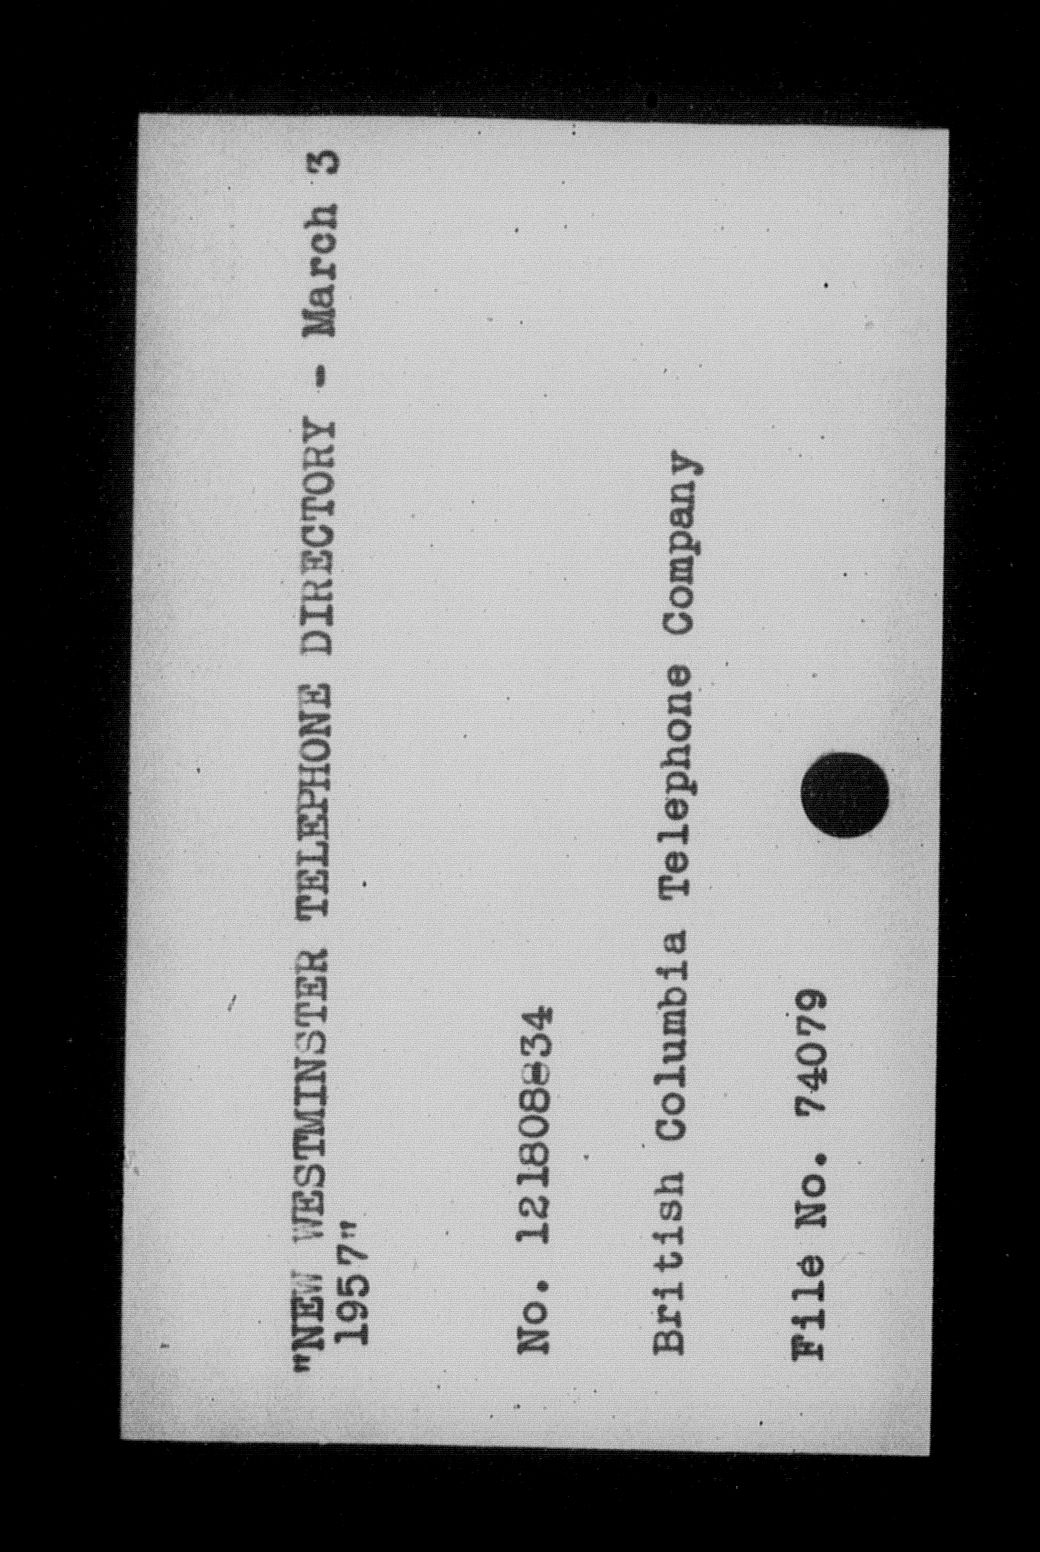 "NEW WESTMINSTER TELEPHONE DIRECTORY - March 3
1957"
No. 121808-34
British Columbia Telephone Company
File No. 74079